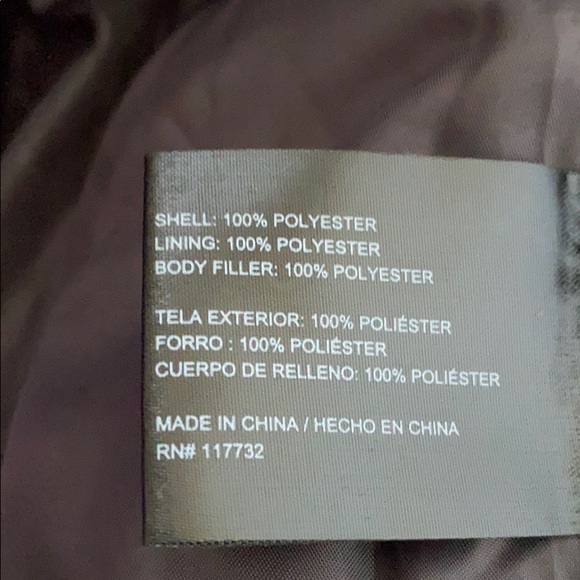 SHELL: 100% POLYESTER
LINING: 100% POLYESTER
BODY FILLER: 100% POLYESTER
TELA EXTERIOR: 100% POLIÉSTER
FORRO : 100% POLIÉSTER
CUERPO DE RELLENO: 100% POLIÉSTER
MADE IN CHINA / HECHO EN CHINA
RN# 117732